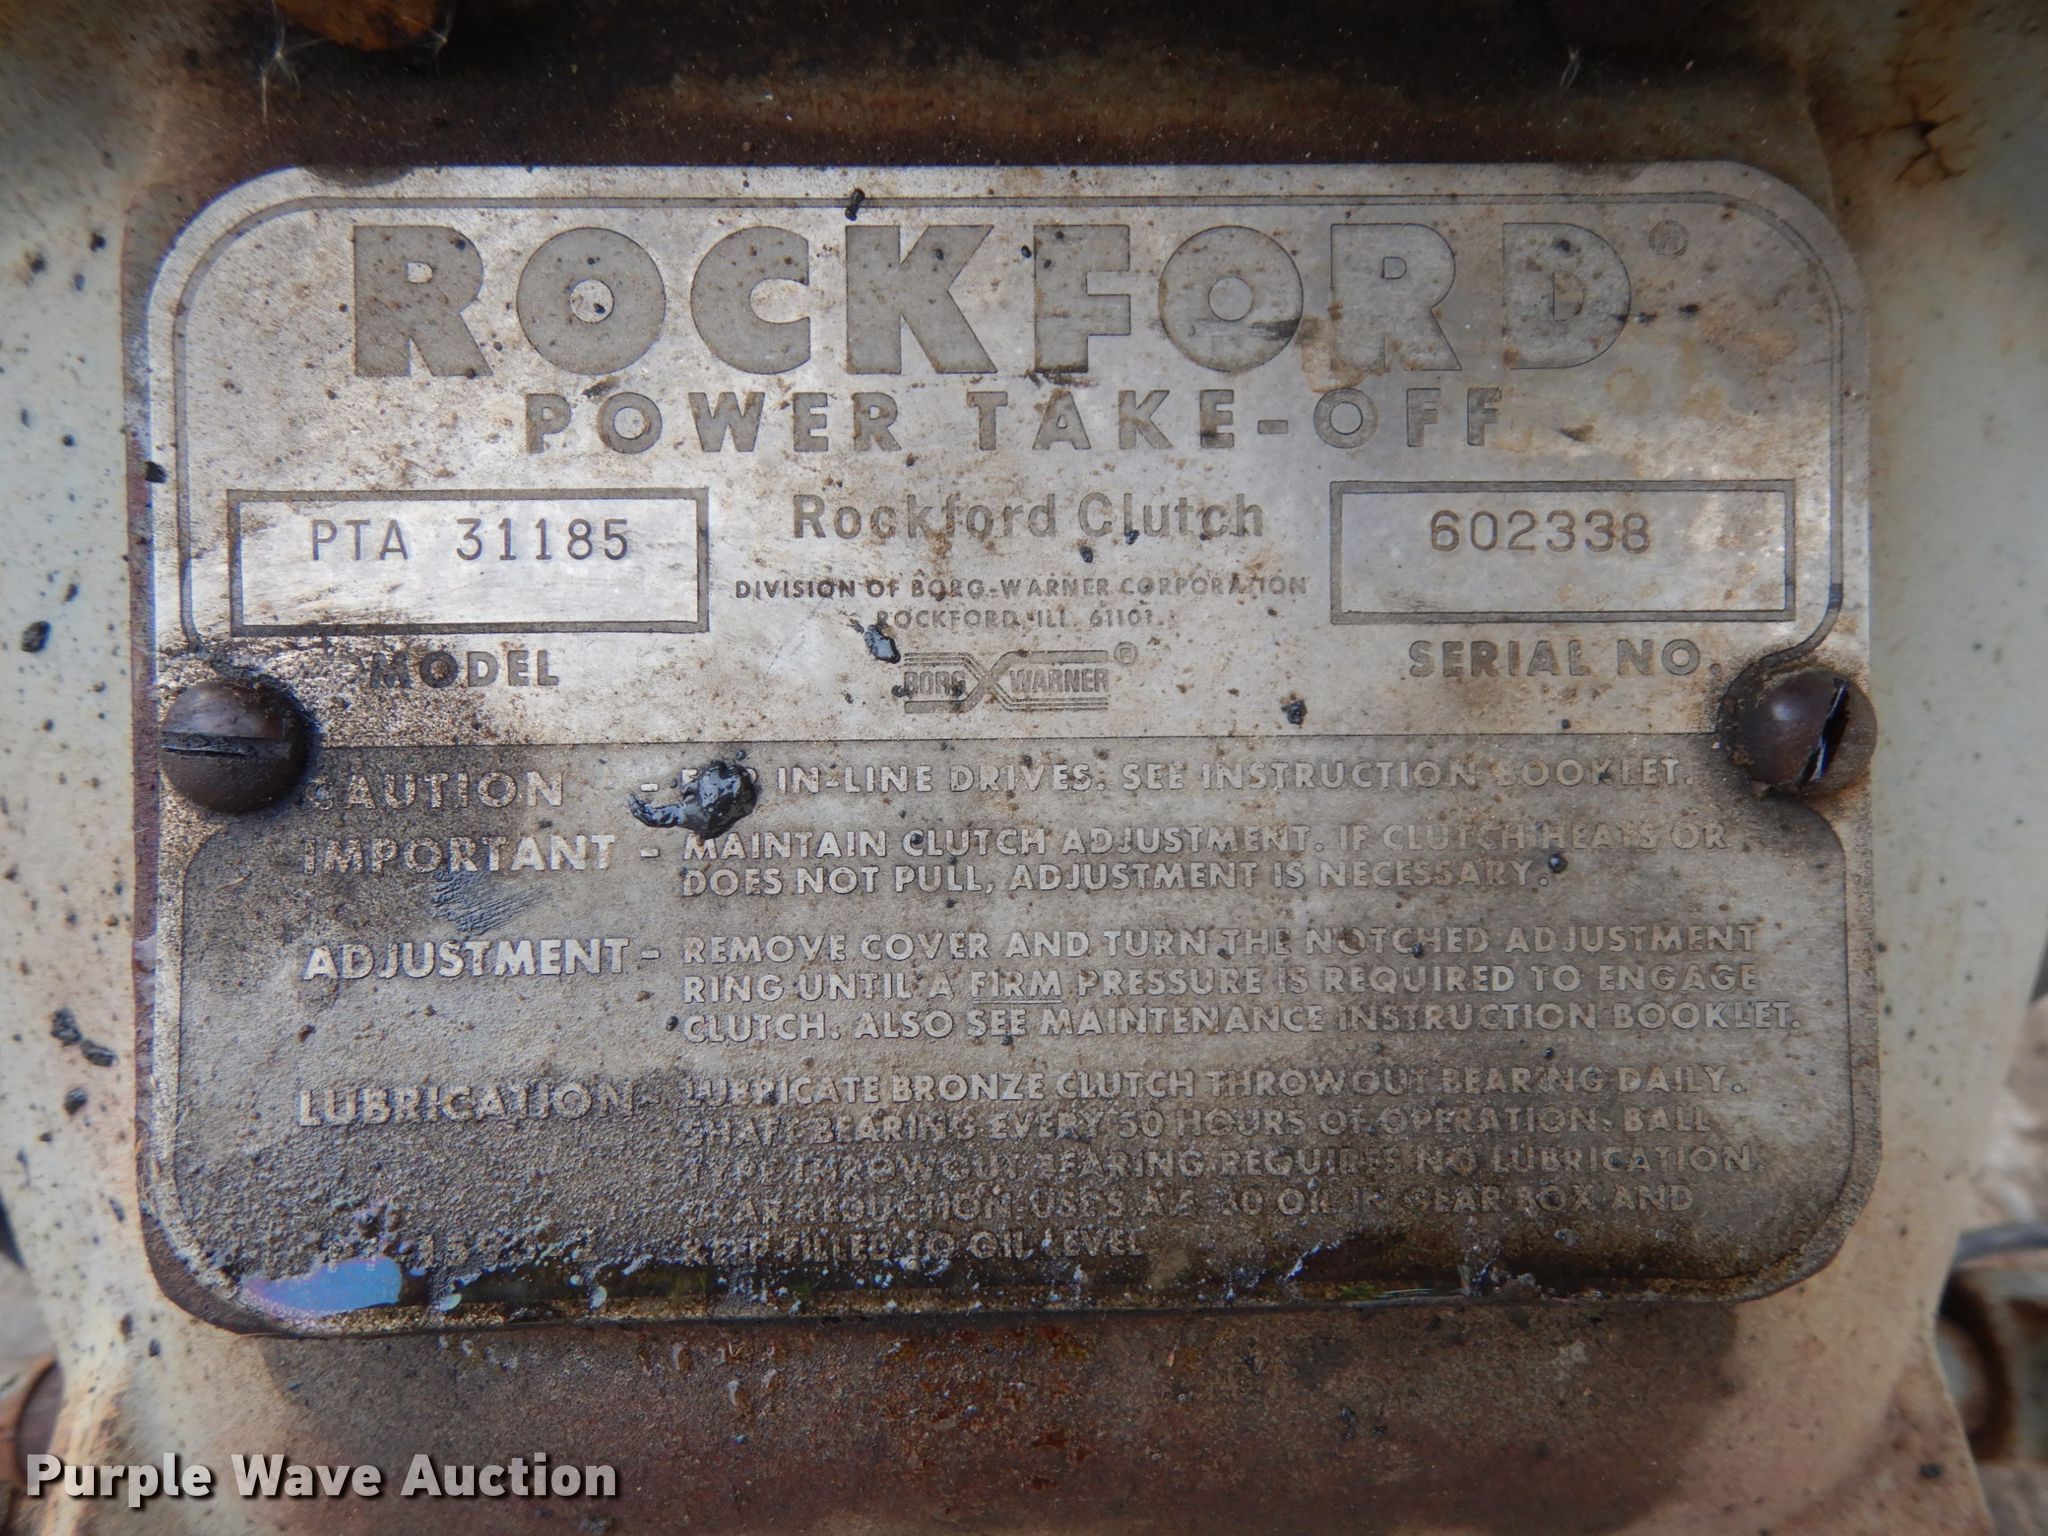 ROCKFORD®
POWER TAKE-OFF
PTA 31185
Rockford Clutch
602338
DIVISION OF BORG-WARNER CORPORATION
ROCKFORD, ILL. 61101
MODEL
BORG WARNER®
SERIAL NO.
CAUTION - FOR IN-LINE DRIVES, SEE INSTRUCTION BOOKLET.
IMPORTANT - MAINTAIN CLUTCH ADJUSTMENT. IF CLUTCH HEATS OR
DOES NOT PULL, ADJUSTMENT IS NECESSARY.
ADJUSTMENT - REMOVE COVER AND TURN THE NOTCHED ADJUSTMENT
RING UNTIL A FIRM PRESSURE IS REQUIRED TO ENGAGE
CLUTCH. ALSO SEE MAINTENANCE INSTRUCTION BOOKLET.
LUBRICATION - LUBRICATE BRONZE CLUTCH THROWOUT BEARING DAILY.
SHAFT BEARING EVERY 50 HOURS OF OPERATION. BALL
TYPE THROWOUT BEARING REQUIRES NO LUBRICATION.
GEAR REDUCTION: USE S.A.E. 30 OIL IN GEAR BOX AND
KEEP FILLED TO OIL LEVEL
Purple Wave Auction